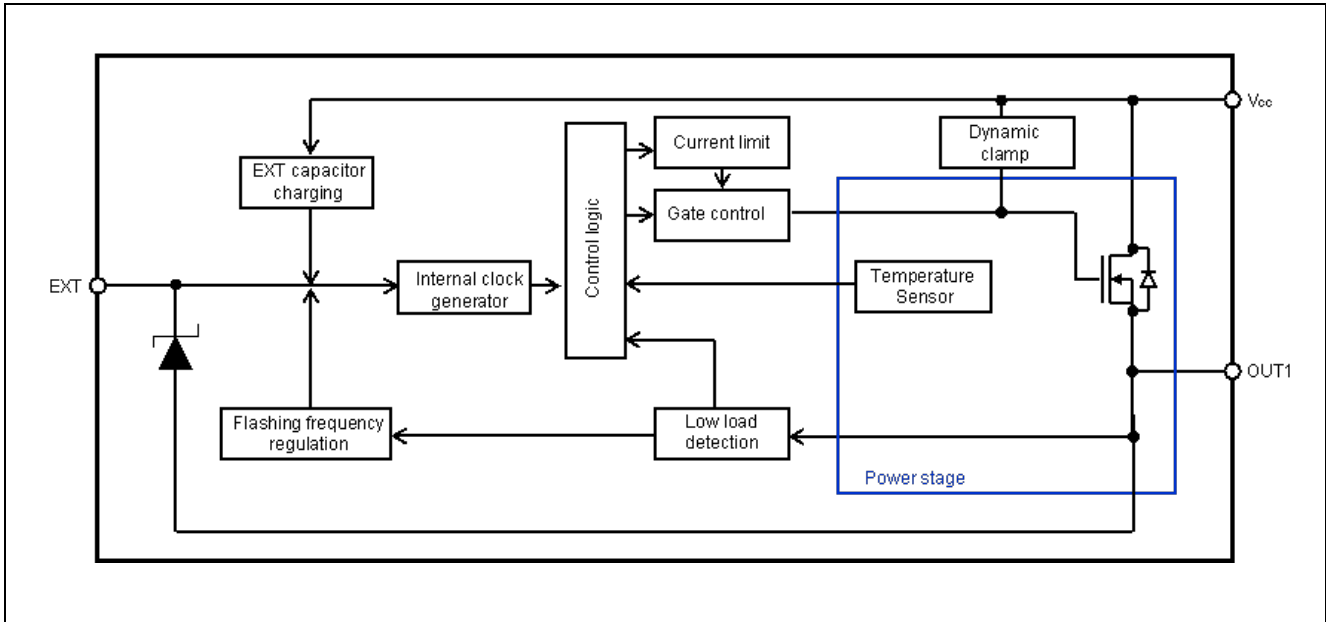 Vcc
Dynamic
clamp
Current limit
EXT capacitor
charging
Control logic
Gate control
EXT
Internal clock
generator
Temperature
Sensor
OUT1
Flashing frequency
regulation
Low load
detection
Power stage